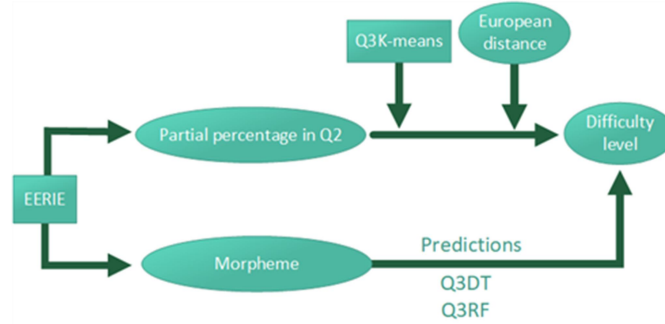 European
distance
Q3K-means
Partial percentage in Q2
Difficulty
level
EERIE
Morpheme
Predictions
Q3DT
Q3RF